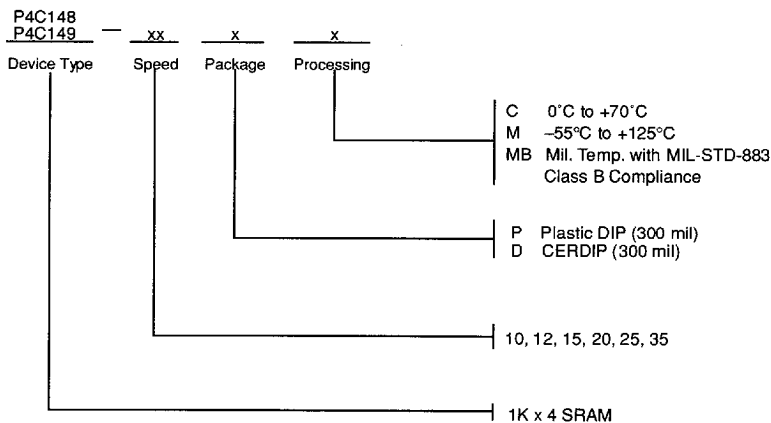 P4C148
P4C149 — xx x x
Device Type Speed Package Processing
C 0°C to +70°C
M –55°C to +125°C
MB Mil. Temp. with MIL-STD-883
Class B Compliance
P Plastic DIP (300 mil)
D CERDIP (300 mil)
10, 12, 15, 20, 25, 35
1K x 4 SRAM